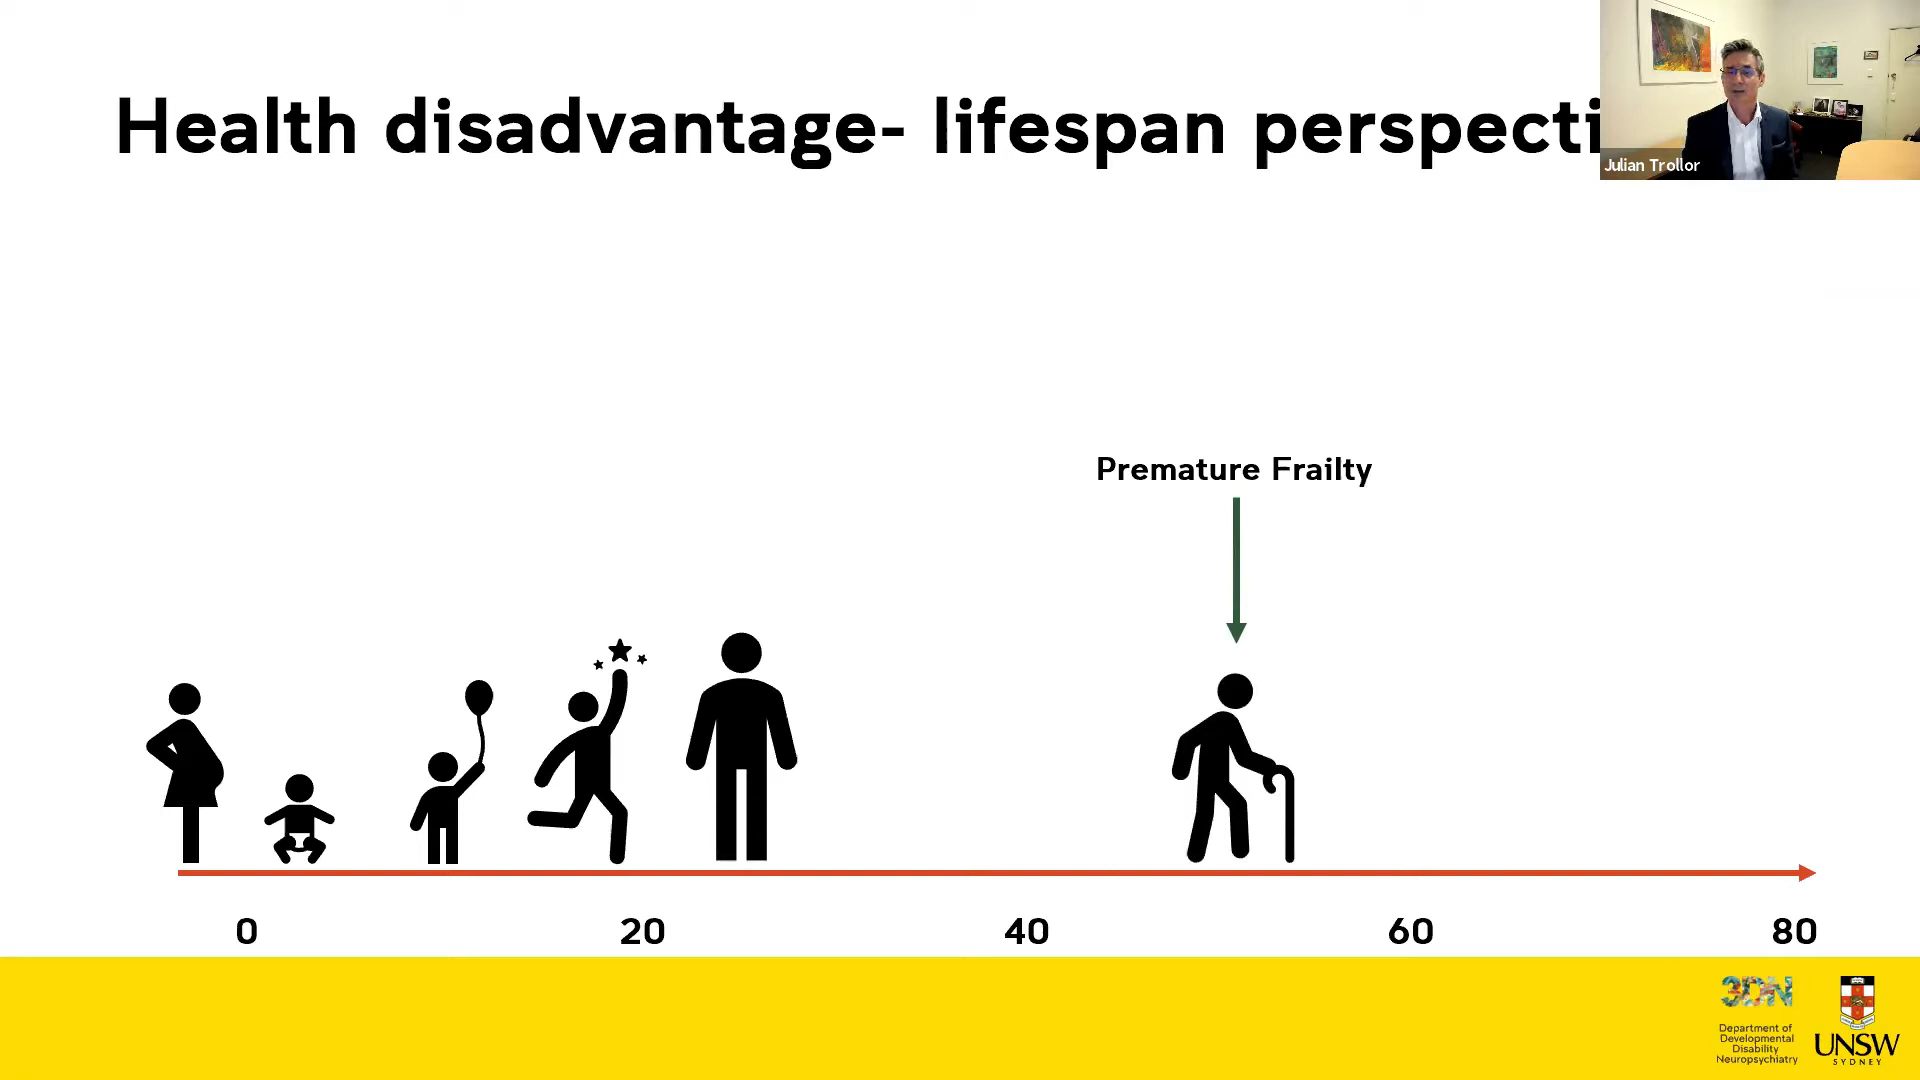 Health disadvantage- lifespan perspecti
Julian Trollor
Premature Frailty
0 20 40 60 80
3DN
Department of
Developmental
Disability
Neuropsychiatry
UNSW
SYDNEY